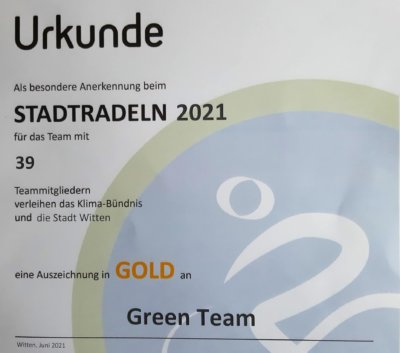 Urkunde
Als besondere Anerkennung beim
STADTRADELN 2021
für das Team mit
39
Teammitgliedern
verleihen das Klima-Bündnis
und die Stadt Witten
eine Auszeichnung in GOLD an
Green Team
Witten, Juni 2021